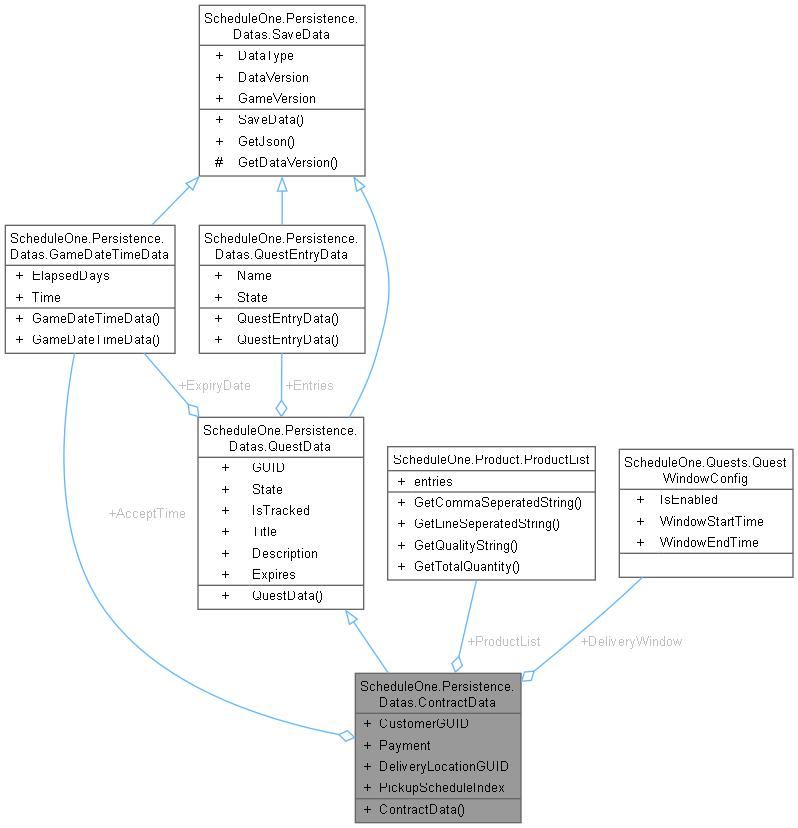 ScheduleOne.Persistence.
Datas.SaveData
+ DataType
+ DataVersion
+ GameVersion
+ SaveData()
+ GetJson()
# GetDataVersion()
ScheduleOne.Persistence.
Datas.GameDateTimeData
+ ElapsedDays
+ Time
+ GameDateTimeData()
+ GameDateTimeData()
ScheduleOne.Persistence.
Datas.QuestEntryData
+ Name
+ State
+ QuestEntryData()
+ QuestEntryData()
+ExpiryDate
+Entries
ScheduleOne.Persistence.
Datas.QuestData
+ GUID
+ State
+ IsTracked
+ Title
+ Description
+ Expires
+ QuestData()
+AcceptTime
ScheduleOne.Product.ProductList
+ entries
+ GetCommaSeperatedString()
+ GetLineSeperatedString()
+ GetQualityString()
+ GetTotalQuantity()
ScheduleOne.Quests.Quest
WindowConfig
+ IsEnabled
+ WindowStartTime
+ WindowEndTime
+ProductList
+DeliveryWindow
ScheduleOne.Persistence.
Datas.ContractData
+ CustomerGUID
+ Payment
+ DeliveryLocationGUID
+ PickupScheduleIndex
+ ContractData()